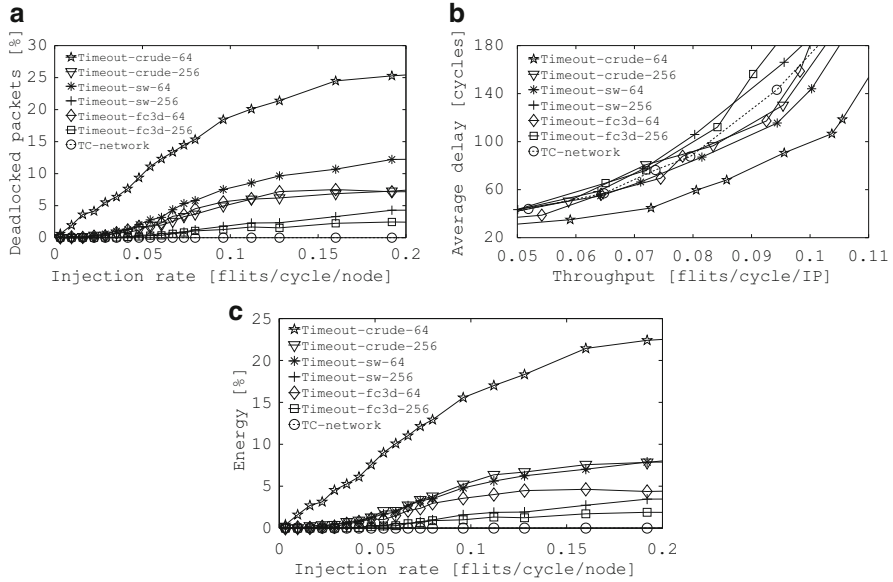 a
Deadlocked packets [%]
30
25
20
15
10
5
0
Timeout-crude-64
Timeout-crude-256
Timeout-sw-64
Timeout-sw-256
Timeout-fc3d-64
Timeout-fc3d-256
TC-network
0 0.05 0.1 0.15 0.2
Injection rate [flits/cycle/node]
b
Average delay [cycles]
180
140
100
60
20
Timeout-crude-64
Timeout-crude-256
Timeout-sw-64
Timeout-sw-256
Timeout-fc3d-64
Timeout-fc3d-256
TC-network
0.05 0.06 0.07 0.08 0.09 0.1 0.11
Throughput [flits/cycle/IP]
c
Energy [%]
25
20
15
10
5
0
Timeout-crude-64
Timeout-crude-256
Timeout-sw-64
Timeout-sw-256
Timeout-fc3d-64
Timeout-fc3d-256
TC-network
0 0.05 0.1 0.15 0.2
Injection rate [flits/cycle/node]